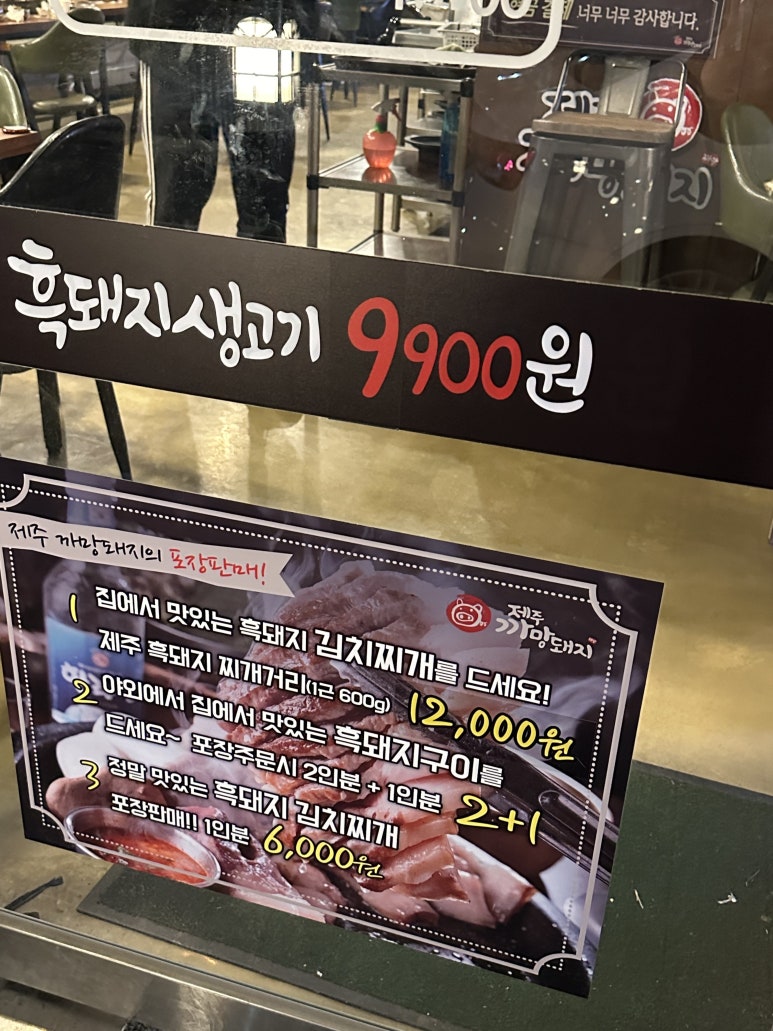 너무 너무 감사합니다.
흑돼지생고기 9900원
제주 까망돼지의 포장판매!
제주
까망돼지
1 집에서 맛있는 흑돼지 김치찌개를 드세요!
제주 흑돼지 찌개거리(1근 600g) 12,000원
2 야외에서 집에서 맛있는 흑돼지구이를
드세요~ 포장주문시 2인분 + 1인분 2+1
3 정말 맛있는 흑돼지 김치찌개
포장판매!! 1인분 6,000원